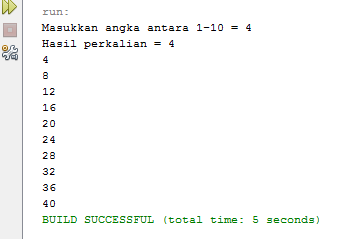 run:
Masukkan angka antara 1-10 = 4
Hasil perkalian = 4
4
8
12
16
20
24
28
32
36
40
BUILD SUCCESSFUL (total time: 5 seconds)